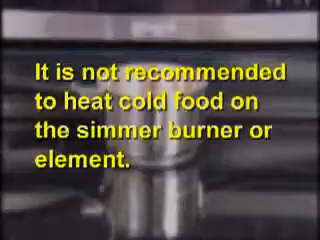 It is not recommended
to heat cold food on
the simmer burner or
element.